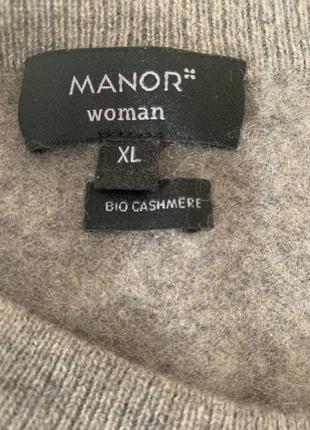 MANOR
woman
XL
BIO CASHMERE